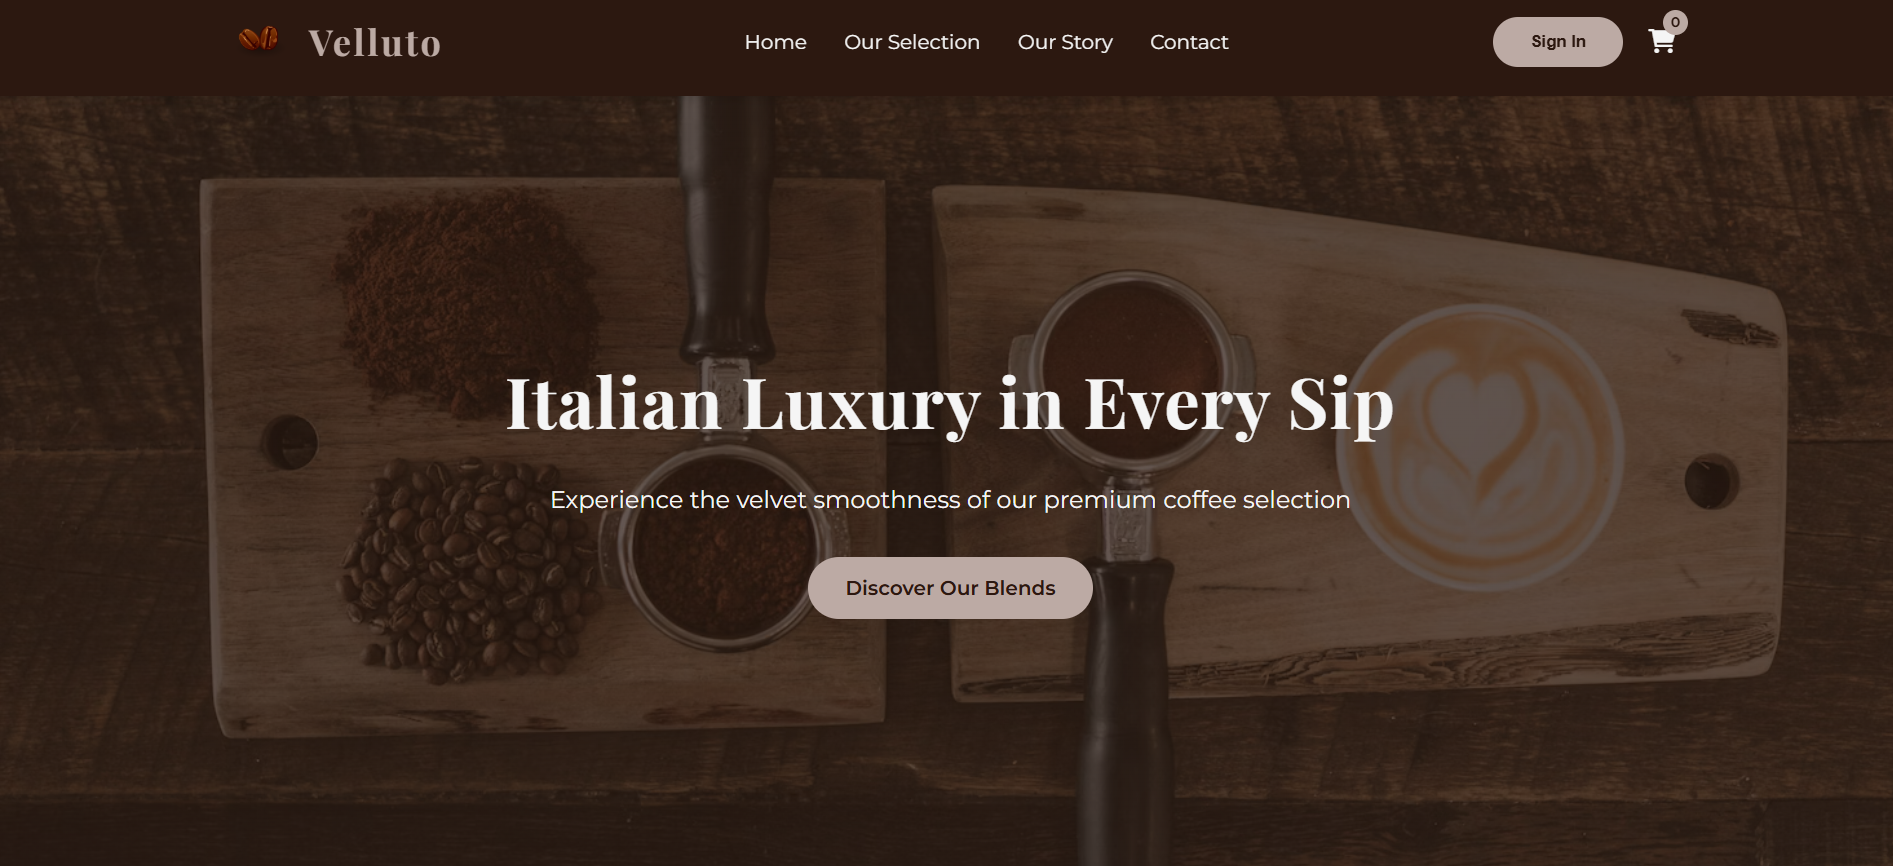 Velluto
Home
Our Selection
Our Story
Contact
Sign In
0
Italian Luxury in Every Sip
Experience the velvet smoothness of our premium coffee selection
Discover Our Blends